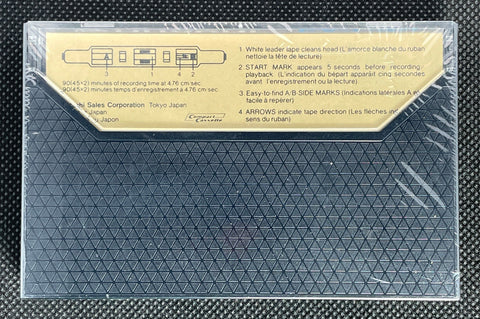 A
3 1 4 2
90(45×2) minutes of recording time at 4.76 cm sec
90(45×2) minutes temps d'enregistrement à 4.76 cm/sec
hi Sales Corporation Tokyo Japan
Japan
u Japan
Compact Cassette
1 White leader tape cleans head (L'amorce blanche du ruban
nettoie la tête de lecture)
2 START MARK appears 5 seconds before recording
playback (L'indication du départ apparaît cinq secondes
avant l'enregistrement ou la lecture)
3 Easy-to-find A/B SIDE MARKS (Indications latérales A
facile à repérer)
4 ARROWS indicate tape direction (Les flèches indiq
sens du ruban)